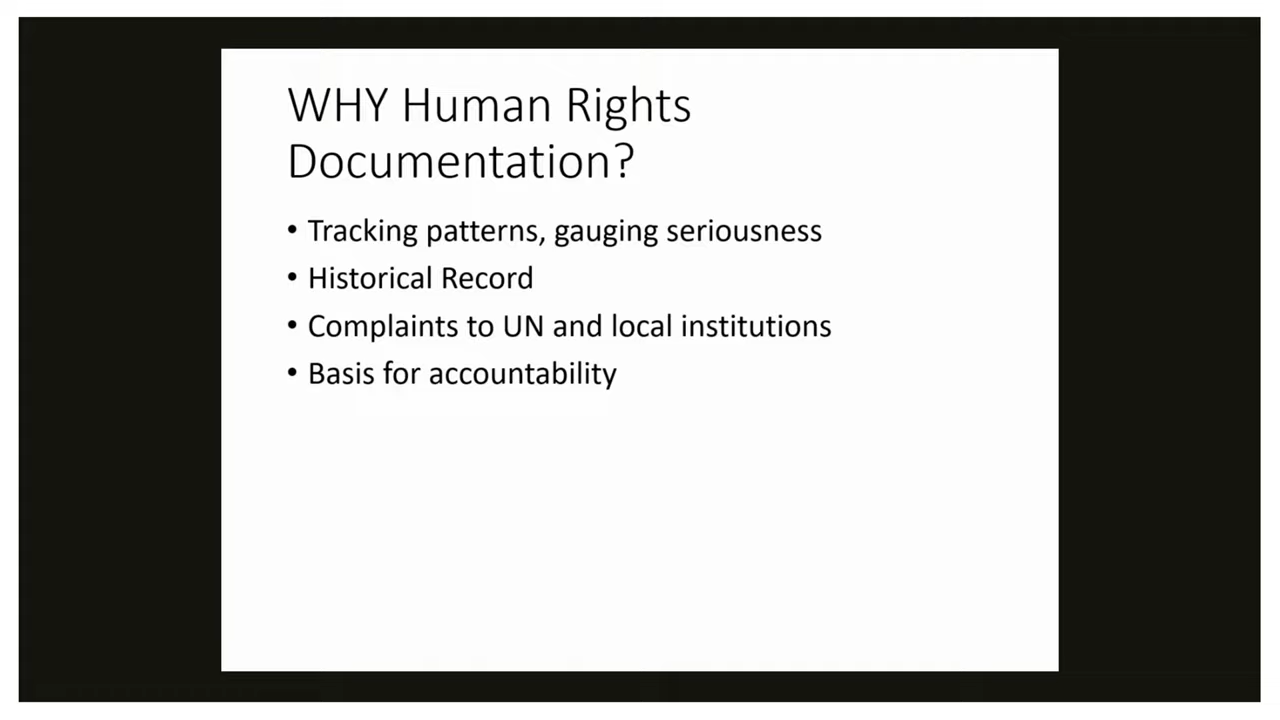 WHY Human Rights
Documentation?
• Tracking patterns, gauging seriousness
• Historical Record
• Complaints to UN and local institutions
• Basis for accountability